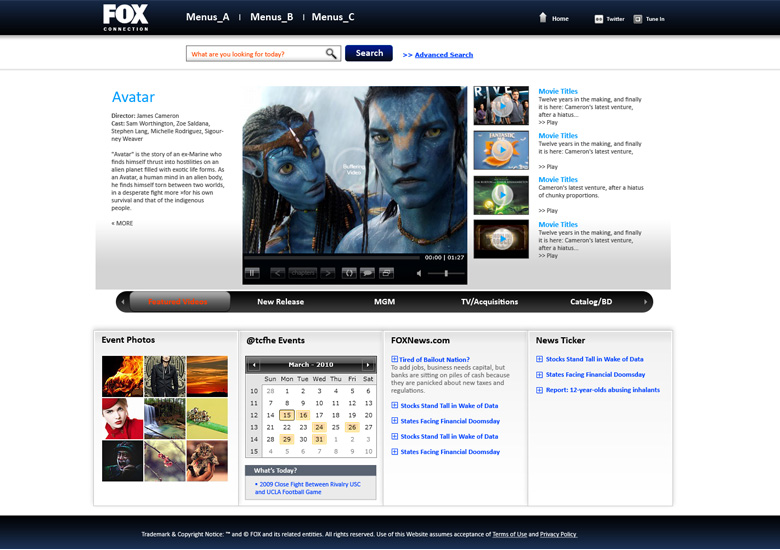 FOX
CONNECTION
Menus_A | Menus_B | Menus_C
Home
Twitter
Tune In
What are you looking for today?
Search
>> Advanced Search
Avatar
Director: James Cameron
Cast: Sam Worthington, Zoe Saldana,
Stephen Lang, Michelle Rodriguez, Sigour-
ney Weaver
"Avatar" is the story of an ex-Marine who
finds himself thrust into hostilities on an
alien planet filled with exotic life forms. As
an Avatar, a human mind in an alien body,
he finds himself torn between two worlds,
in a desperate fight more »for his own
survival and that of the indigenous
people.
« MORE
Buffering
Video
00:00 | 01:27
chapters
Movie Titles
Twelve years in the making, and finally
it is here: Cameron's latest venture,
after a hiatus...
>> Play
Movie Titles
Twelve years in the making, and finally
it is here: Cameron's latest venture,
>> Play
Movie Titles
Cameron's latest venture, after a hiatus
of chunky proportions.
>> Play
Movie Titles
Twelve years in the making, and finally
it is here: Cameron's latest venture,
after a hiatus...
>> Play
New Release
MGM
TV/Acquisitions
Catalog/BD
Event Photos
@tcfhe Events
March - 2010
Sun Mon Tue Wed Thu Fri Sat
10 28 1 2 3 4 5 6
11 7 8 9 10 11 12 13
12 14 15 16 17 18 19 20
13 21 22 23 24 25 26 27
14 28 29 30 31 1 2 3
15 4 5 6 7 8 9 10
What's Today?
• 2009 Close Fight Between Rivalry USC
and UCLA Football Game
FOXNews.com
Tired of Bailout Nation?
To add jobs, business needs capital, but
banks are sitting on piles of cash because
they are panicked about new taxes and
regulations.
Stocks Stand Tall in Wake of Data
States Facing Financial Doomsday
Stocks Stand Tall in Wake of Data
States Facing Financial Doomsday
News Ticker
Stocks Stand Tall in Wake of Data
States Facing Financial Doomsday
Report: 12-year-olds abusing inhalants
Trademark & Copyright Notice: ™ and © FOX and its related entities. All rights reserved. Use of this Website assumes acceptance of Terms of Use and Privacy Policy